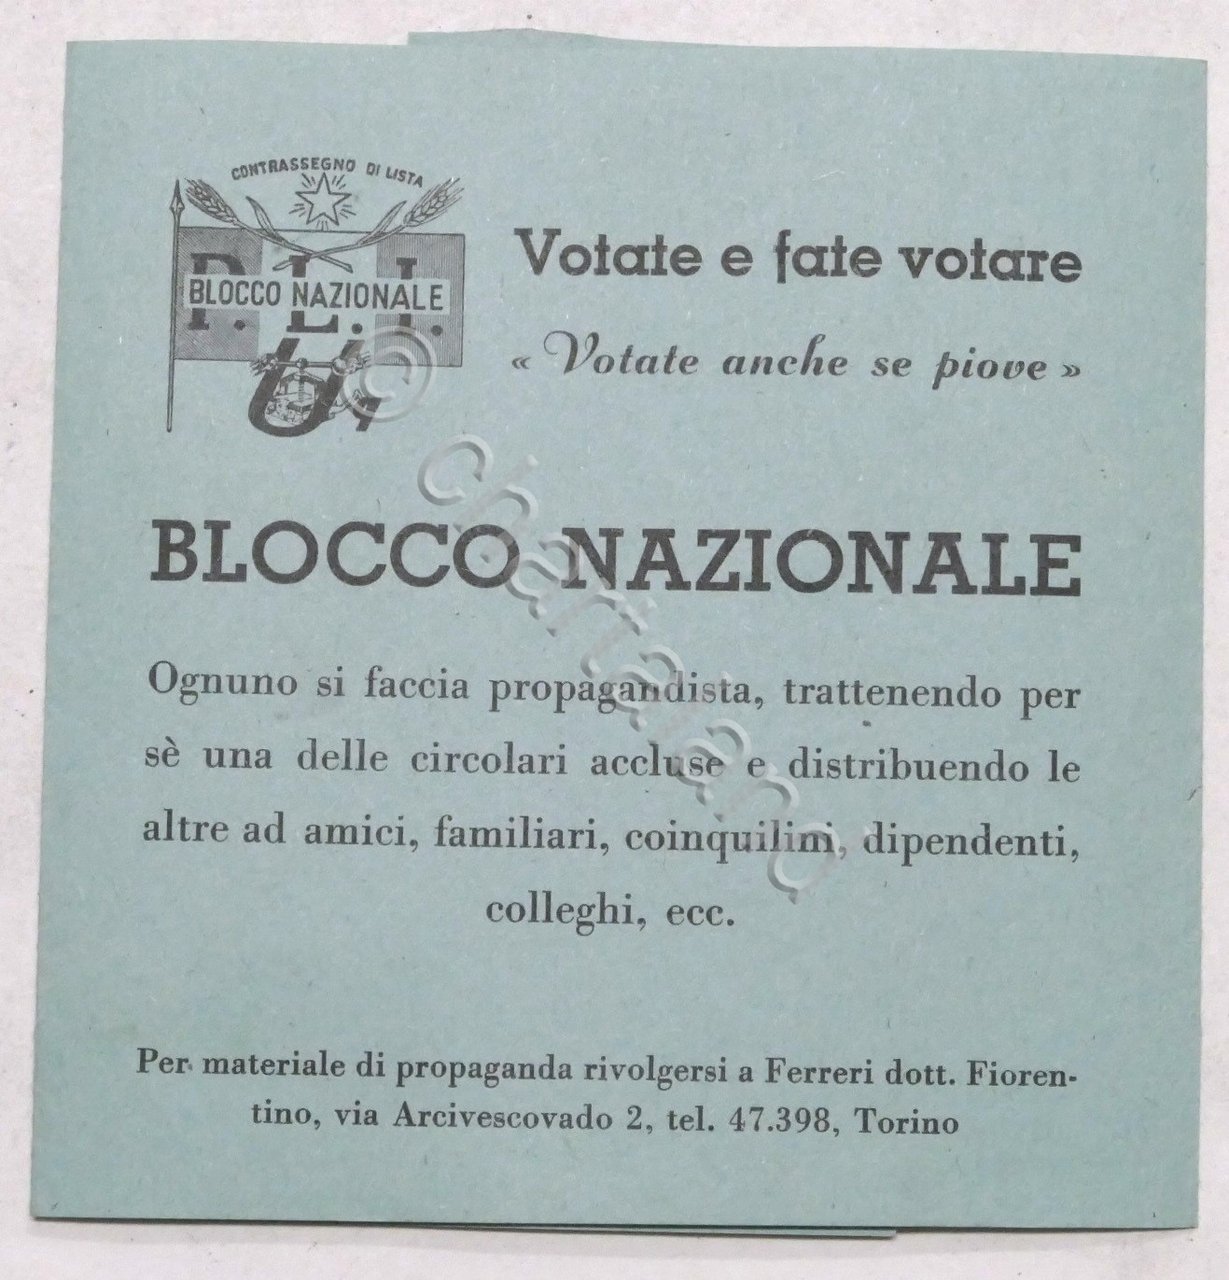 CONTRASSEGNO DI LISTA
P.L.I.
BLOCCO NAZIONALE
Votate e fate votare
« Votate anche se piove »
BLOCCO NAZIONALE
Ognuno si faccia propagandista, trattenendo per
sè una delle circolari accluse e distribuendo le
altre ad amici, familiari, coinquilini, dipendenti,
colleghi, ecc.
Per materiale di propaganda rivolgersi a Ferreri dott. Fioren-
tino, via Arcivescovado 2, tel. 47.398, Torino
© chartaland